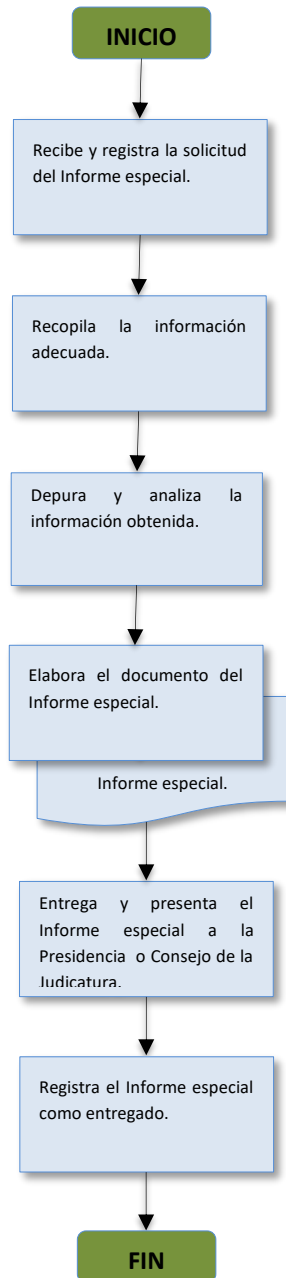 INICIO
Recibe y registra la solicitud
del Informe especial.
Recopila la información
adecuada.
Depura y analiza la
información obtenida.
Elabora el documento del
Informe especial.
Informe especial.
Entrega y presenta el
Informe especial a la
Presidencia o Consejo de la
Judicatura.
Registra el Informe especial
como entregado.
FIN